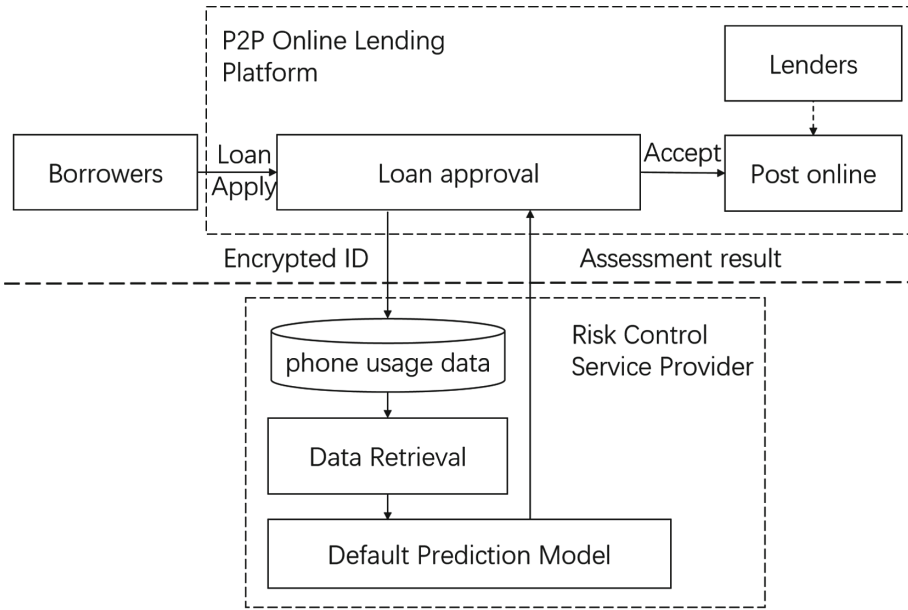 P2P Online Lending
Platform
Lenders
Borrowers
Loan
Apply
Loan approval
Accept
Post online
Encrypted ID
Assessment result
Risk Control
Service Provider
phone usage data
Data Retrieval
Default Prediction Model